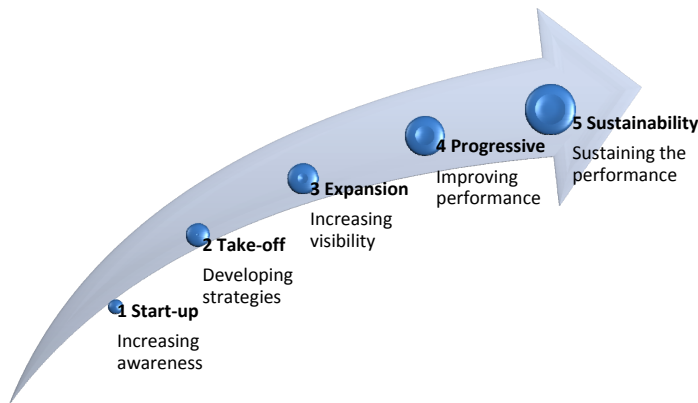 1 Start-up
Increasing
awareness
2 Take-off
Developing
strategies
3 Expansion
Increasing
visibility
4 Progressive
Improving
performance
5 Sustainability
Sustaining the
performance